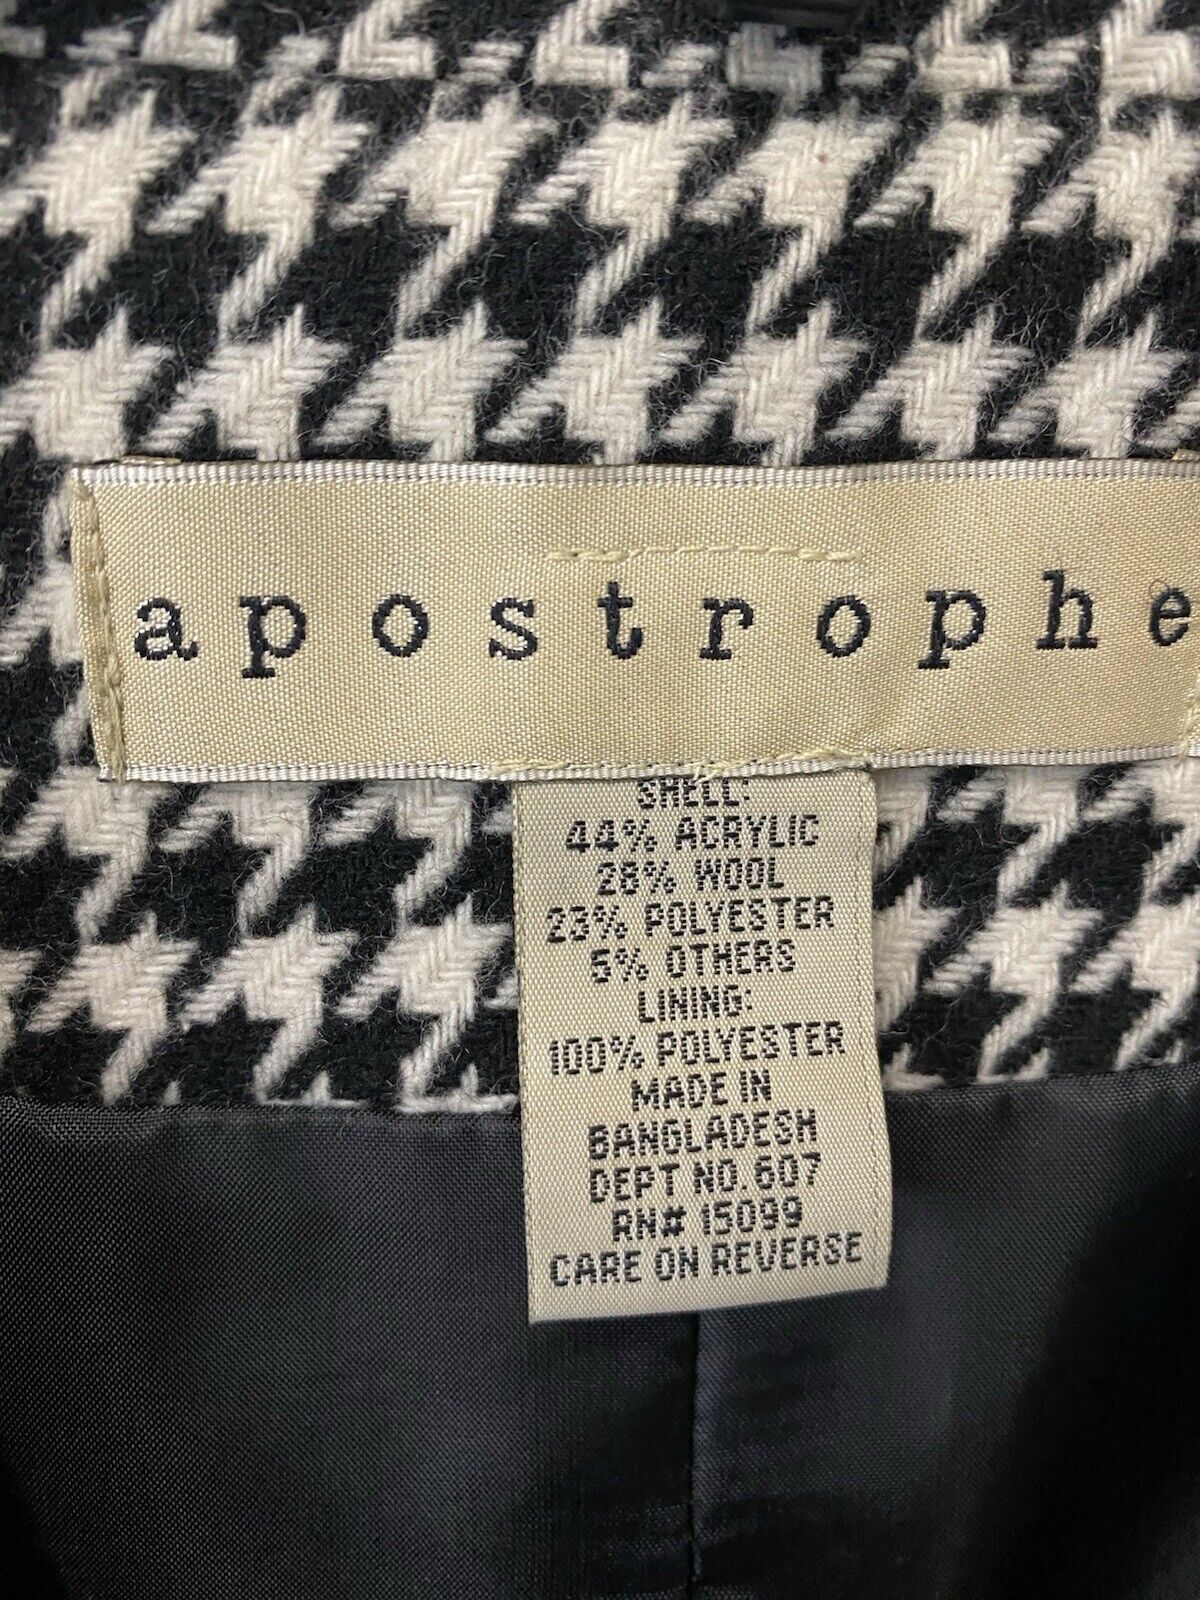 apostrophe
SHELL:
44% ACRYLIC
28% WOOL
23% POLYESTER
5% OTHERS
LINING:
100% POLYESTER
MADE IN
BANGLADESH
DEPT NO. 607
RN# 15099
CARE ON REVERSE